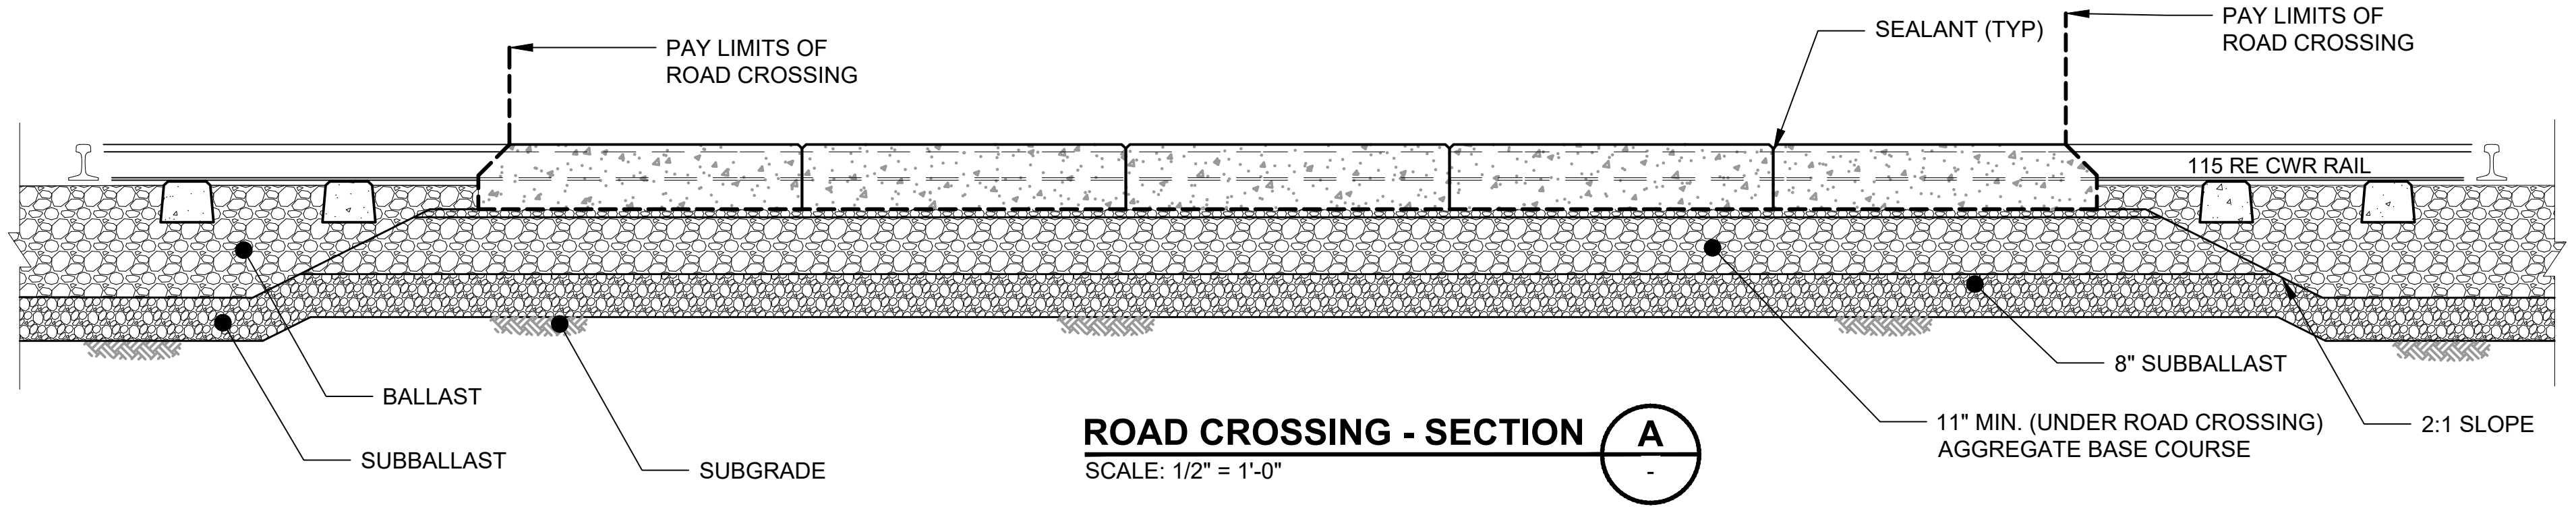 PAY LIMITS OF
ROAD CROSSING
SEALANT (TYP)
PAY LIMITS OF
ROAD CROSSING
115 RE CWR RAIL
BALLAST
SUBBALLAST
SUBGRADE
8" SUBBALLAST
11" MIN. (UNDER ROAD CROSSING)
AGGREGATE BASE COURSE
2:1 SLOPE
ROAD CROSSING - SECTION
SCALE: 1/2" = 1'-0"
A
-